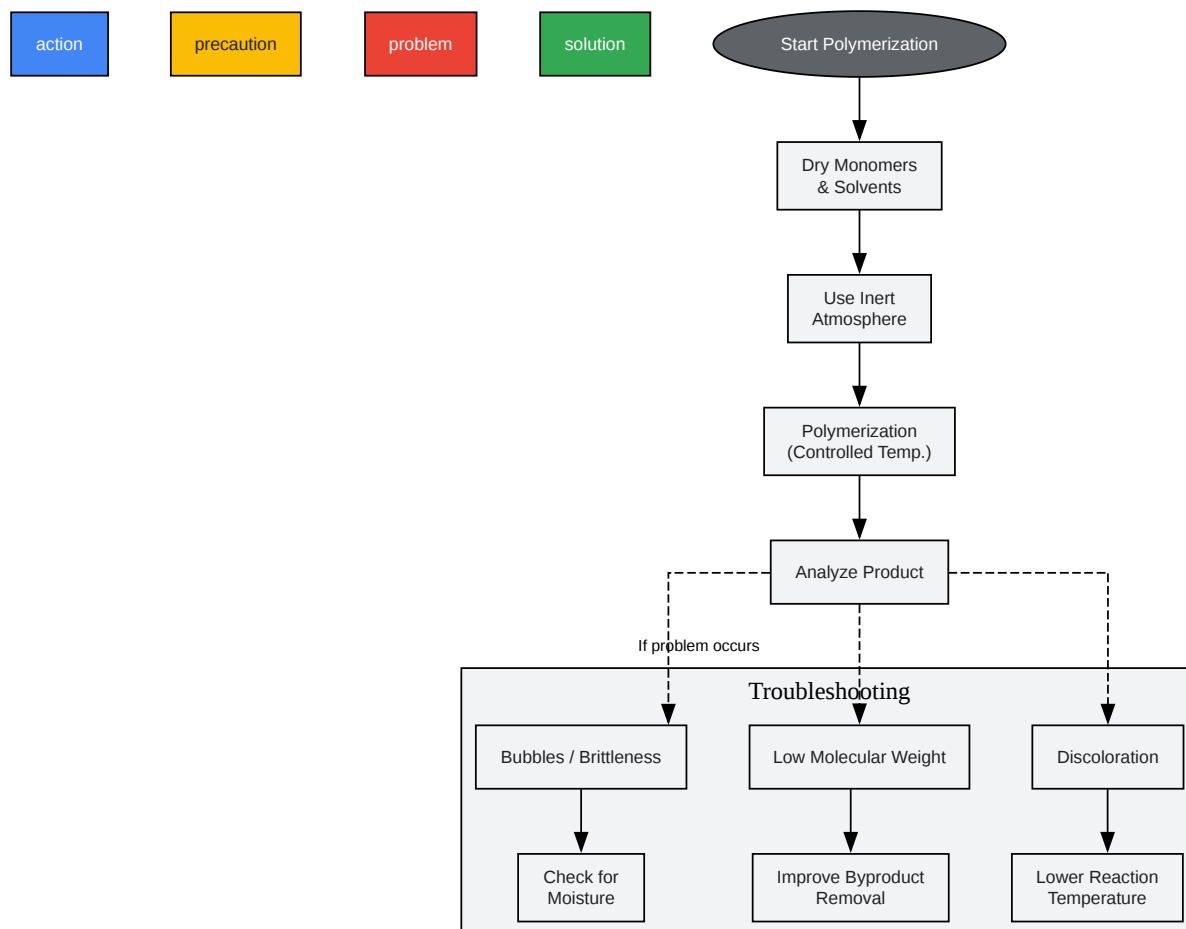 action
precaution
problem
solution
Start Polymerization
Dry Monomers
& Solvents
Use Inert
Atmosphere
Polymerization
(Controlled Temp.)
Analyze Product
If problem occurs
Troubleshooting
Bubbles / Brittleness
Low Molecular Weight
Discoloration
Check for
Moisture
Improve Byproduct
Removal
Lower Reaction
Temperature